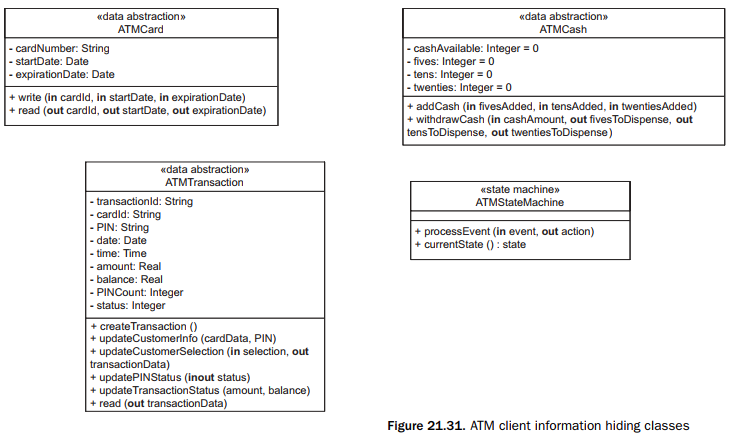 «data abstraction»
ATMCard
- cardNumber: String
- startDate: Date
- expirationDate: Date
+ write (in cardId, in startDate, in expirationDate)
+ read (out cardId, out startDate, out expirationDate)
«data abstraction»
ATMCash
- cashAvailable: Integer = 0
- fives: Integer = 0
- tens: Integer = 0
- twenties: Integer = 0
+ addCash (in fivesAdded, in tensAdded, in twentiesAdded)
+ withdrawCash (in cashAmount, out fivesToDispense, out
tensToDispense, out twentiesToDispense)
«data abstraction»
ATMTransaction
- transactionId: String
- cardId: String
- PIN: String
- date: Date
- time: Time
- amount: Real
- balance: Real
- PINCount: Integer
- status: Integer
+ createTransaction ()
+ updateCustomerInfo (cardData, PIN)
+ updateCustomerSelection (in selection, out
transactionData)
+ updatePINStatus (inout status)
+ updateTransactionStatus (amount, balance)
+ read (out transactionData)
«state machine»
ATMStateMachine
+ processEvent (in event, out action)
+ currentState () : state
Figure 21.31. ATM client information hiding classes